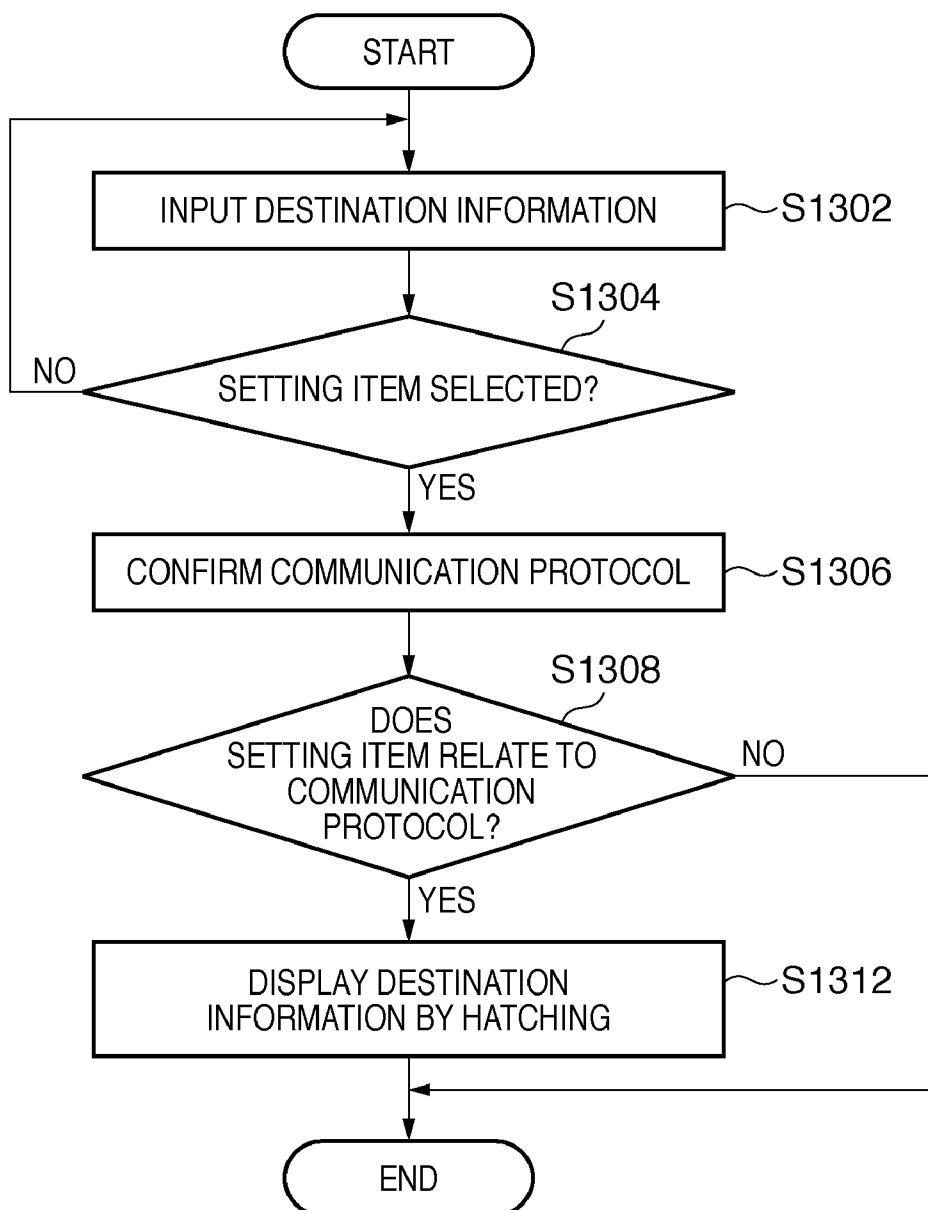 START
INPUT DESTINATION INFORMATION
S1302
S1304
SETTING ITEM SELECTED?
NO
YES
CONFIRM COMMUNICATION PROTOCOL
S1306
S1308
DOES
SETTING ITEM RELATE TO
COMMUNICATION
PROTOCOL?
NO
YES
DISPLAY DESTINATION
INFORMATION BY HATCHING
S1312
END